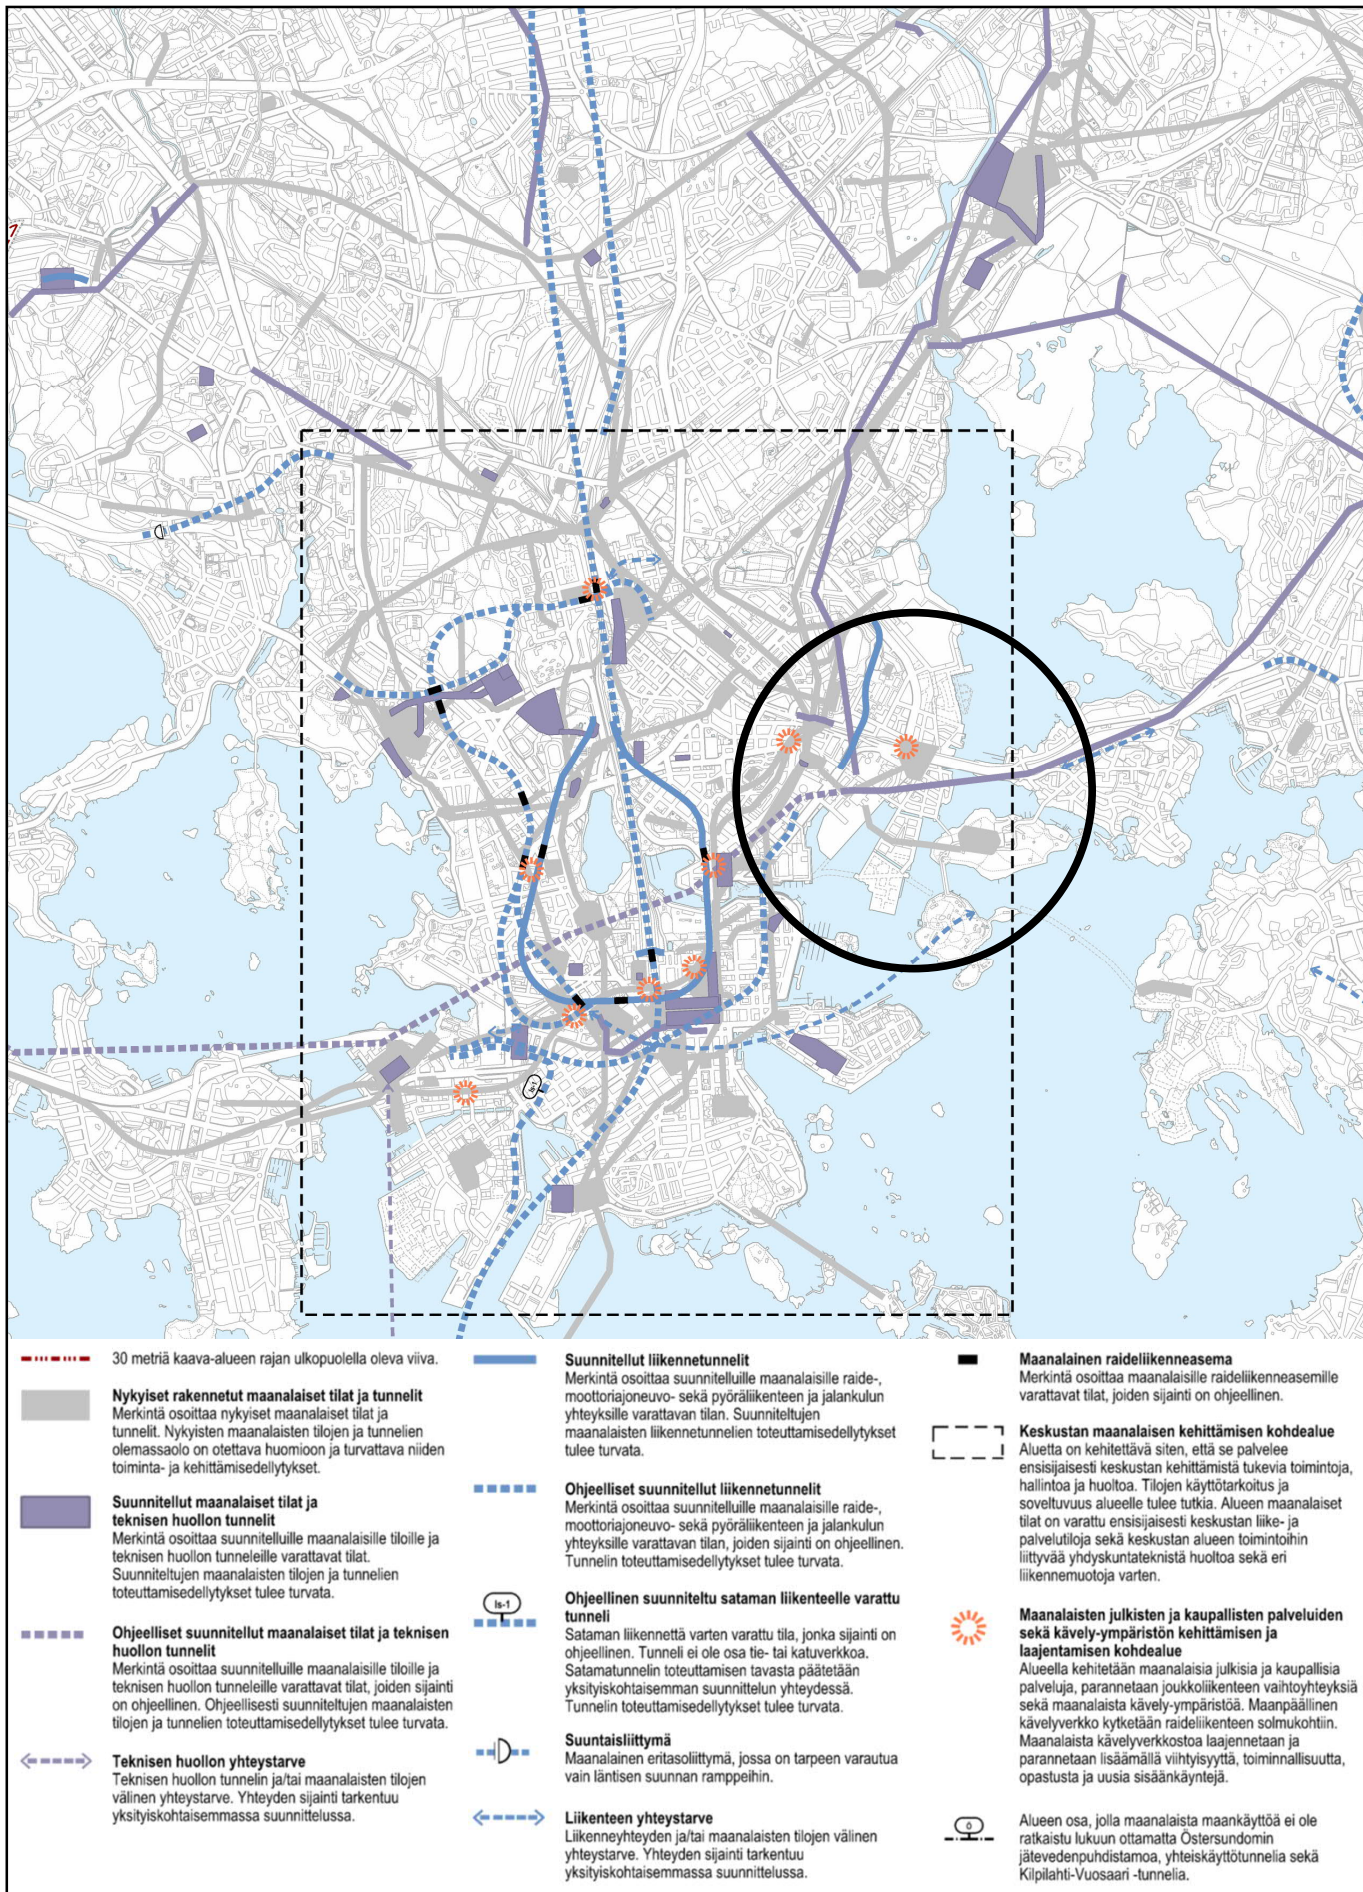 ls-1
30 metriä kaava-alueen rajan ulkopuolella oleva viiva.
Nykyiset rakennetut maanalaiset tilat ja tunnelit
Merkintä osoittaa nykyiset maanalaiset tilat ja
tunnelit. Nykyisten maanalaisten tilojen ja tunnelien
olemassaolo on otettava huomioon ja turvattava niiden
toiminta- ja kehittämisedellytykset.
Suunnitellut maanalaiset tilat ja
teknisen huollon tunnelit
Merkintä osoittaa suunnitelluille maanalaisille tiloille ja
teknisen huollon tunneleille varattavat tilat.
Suunniteltujen maanalaisten tilojen ja tunnelien
toteuttamisedellytykset tulee turvata.
Ohjeelliset suunnitellut maanalaiset tilat ja teknisen
huollon tunnelit
Merkintä osoittaa suunnitelluille maanalaisille tiloille ja
teknisen huollon tunneleille varattavat tilat, joiden sijainti
on ohjeellinen. Ohjeellisesti suunniteltujen maanalaisten
tilojen ja tunnelien toteuttamisedellytykset tulee turvata.
Teknisen huollon yhteystarve
Teknisen huollon tunnelin ja/tai maanalaisten tilojen
välinen yhteystarve. Yhteyden sijainti tarkentuu
yksityiskohtaisemmassa suunnittelussa.
Suunnitellut liikennetunnelit
Merkintä osoittaa suunnitelluille maanalaisille raide-,
moottoriajoneuvo- sekä pyöräliikenteen ja jalankulun
yhteyksille varattavan tilan. Suunniteltujen
maanalaisten liikennetunnelien toteuttamisedellytykset
tulee turvata.
Ohjeelliset suunnitellut liikennetunnelit
Merkintä osoittaa suunnitelluille maanalaisille raide-,
moottoriajoneuvo- sekä pyöräliikenteen ja jalankulun
yhteyksille varattavan tilan, joiden sijainti on ohjeellinen.
Tunnelin toteuttamisedellytykset tulee turvata.
ls-1
Ohjeellinen suunniteltu sataman liikenteelle varattu
tunneli
Sataman liikennettä varten varattu tila, jonka sijainti on
ohjeellinen. Tunneli ei ole osa tie- tai katuverkkoa.
Satamatunnelin toteuttamisen tavasta päätetään
yksityiskohtaisemman suunnittelun yhteydessä.
Tunnelin toteuttamisedellytykset tulee turvata.
Suuntaisliittymä
Maanalainen eritasoliittymä, jossa on tarpeen varautua
vain läntisen suunnan ramppeihin.
Liikenteen yhteystarve
Liikenneyhteyden ja/tai maanalaisten tilojen välinen
yhteystarve. Yhteyden sijainti tarkentuu
yksityiskohtaisemmassa suunnittelussa.
Maanalainen raideliikenneasema
Merkintä osoittaa maanalaisille raideliikenneasemille
varattavat tilat, joiden sijainti on ohjeellinen.
Keskustan maanalaisen kehittämisen kohdealue
Aluetta on kehitettävä siten, että se palvelee
ensisijaisesti keskustan kehittämistä tukevia toimintoja,
hallintoa ja huoltoa. Tilojen käyttötarkoitus ja
soveltuvuus alueelle tulee tutkia. Alueen maanalaiset
tilat on varattu ensisijaisesti keskustan liike- ja
palvelutiloja sekä keskustan alueen toimintoihin
liittyvää yhdyskuntateknistä huoltoa sekä eri
liikennemuotoja varten.
Maanalaisten julkisten ja kaupallisten palveluiden
sekä kävely-ympäristön kehittämisen ja
laajentamisen kohdealue
Alueella kehitetään maanalaisia julkisia ja kaupallisia
palveluja, parannetaan joukkoliikenteen vaihtoyhteyksiä
sekä maanalaista kävely-ympäristöä. Maanpäällinen
kävelyverkko kytketään raideliikenteen solmukohtiin.
Maanalaista kävelyverkkostoa laajennetaan ja
parannetaan lisäämällä viihtyisyyttä, toiminnallisuutta,
opastusta ja uusia sisäänkäyntejä.
0
Alueen osa, jolla maanalaista maankäyttöä ei ole
ratkaistu lukuun ottamatta Östersundomin
jätevedenpuhdistamoa, yhteiskäyttötunnelia sekä
Kilpilahti-Vuosaari -tunnelia.